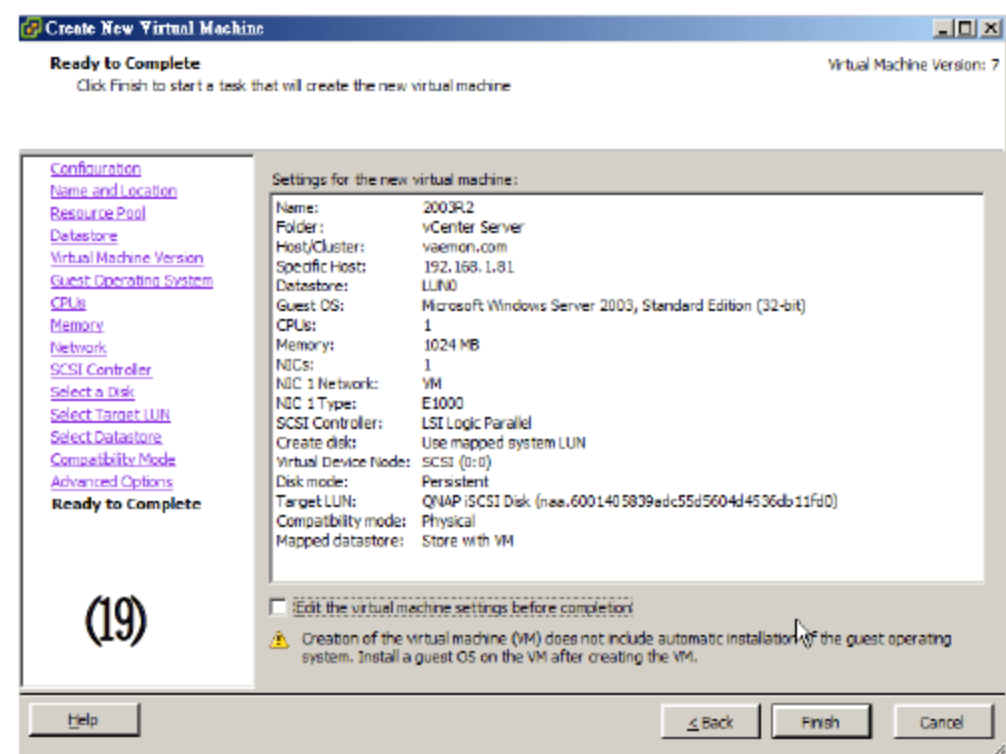 Create New Virtual Machine
Ready to Complete
Click Finish to start a task that will create the new virtual machine
Virtual Machine Version: 7
Configuration
Name and Location
Resource Pool
Datastore
Virtual Machine Version
Guest Operating System
CPUs
Memory
Network
SCSI Controller
Select a Disk
Select Target LUN
Select Datastore
Compatibility Mode
Advanced Options
Ready to Complete
(19)
Settings for the new virtual machine:
Name: 2003R2
Folder: vCenter Server
Host/Cluster: vaemon.com
Specific Host: 192.168.1.81
Datastore: LUN0
Guest OS: Microsoft Windows Server 2003, Standard Edition (32-bit)
CPUs: 1
Memory: 1024 MB
NICs: 1
NIC 1 Network: VM
NIC 1 Type: E1000
SCSI Controller: LSI Logic Parallel
Create disk: Use mapped system LUN
Virtual Device Node: SCSI (0:0)
Disk mode: Persistent
Target LUN: QNAP iSCSI Disk (naa.6001405839adc55d5604d4536db11fd0)
Compatibility mode: Physical
Mapped datastore: Store with VM
Edit the virtual machine settings before completion
Creation of the virtual machine (VM) does not include automatic installation of the guest operating
system. Install a guest OS on the VM after creating the VM.
Help
< Back
Finish
Cancel